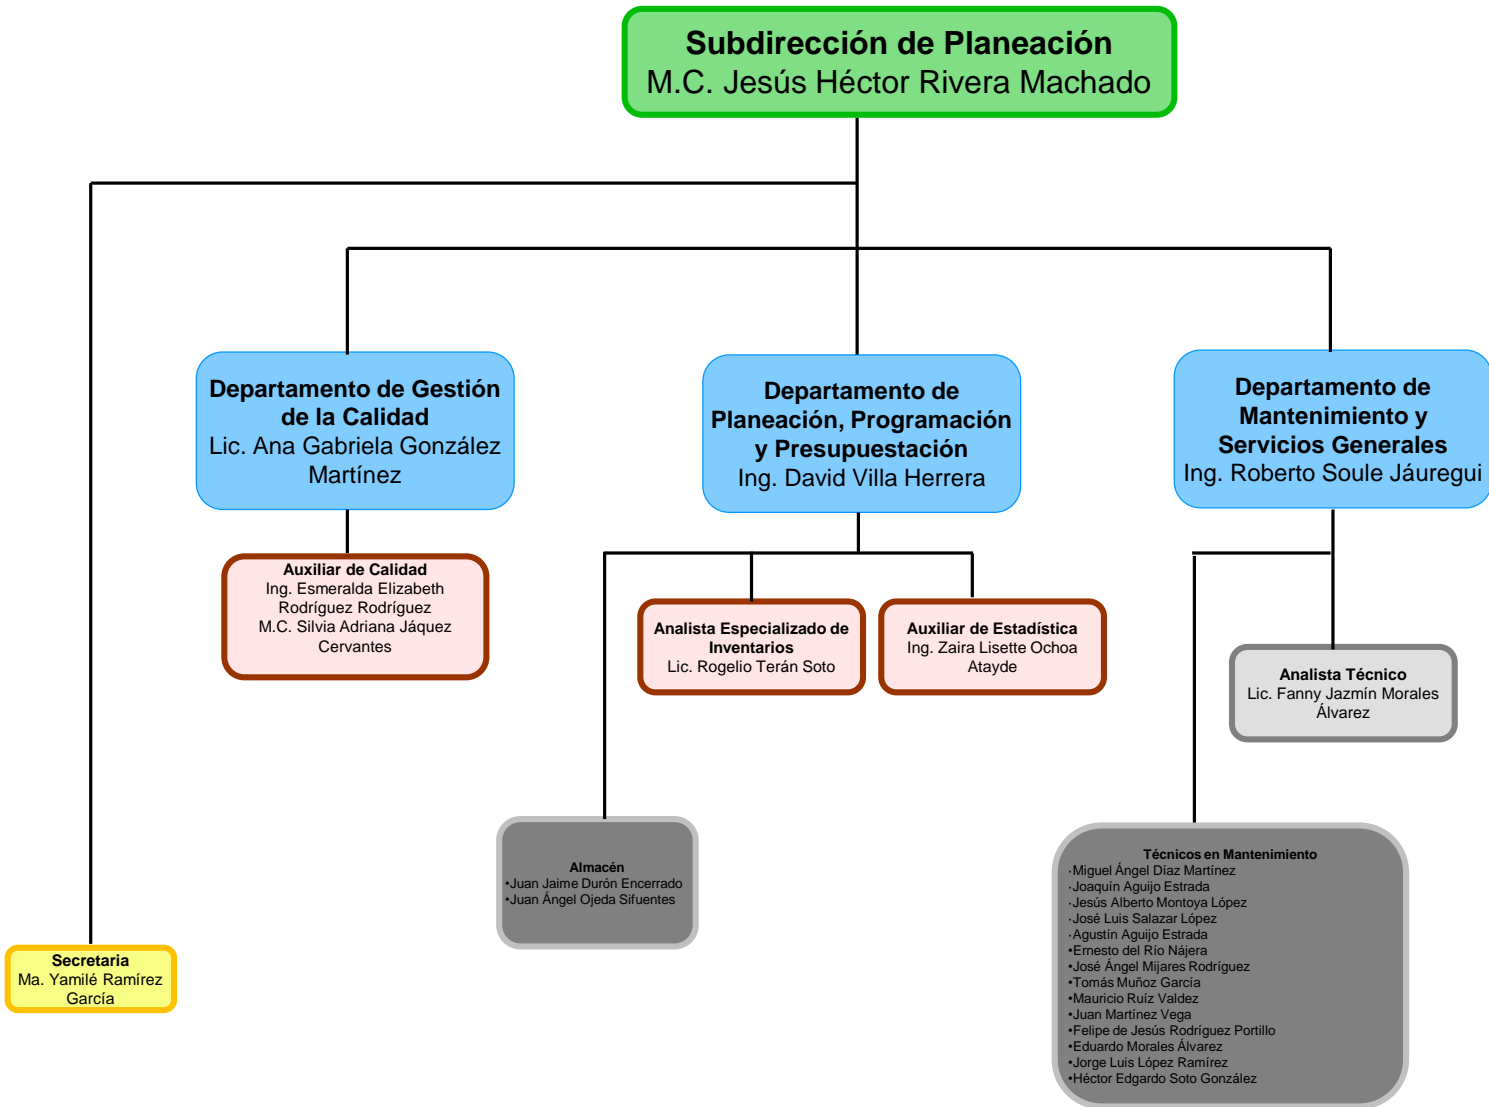 Subdirección de Planeación
M.C. Jesús Héctor Rivera Machado
Departamento de Gestión
de la Calidad
Lic. Ana Gabriela González
Martínez
Departamento de
Planeación, Programación
y Presupuestación
Ing. David Villa Herrera
Departamento de
Mantenimiento y
Servicios Generales
Ing. Roberto Soule Jáuregui
Auxiliar de Calidad
Ing. Esmeralda Elizabeth
Rodríguez Rodríguez
M.C. Silvia Adriana Jáquez
Cervantes
Analista Especializado de
Inventarios
Lic. Rogelio Terán Soto
Auxiliar de Estadística
Ing. Zaira Lisette Ochoa
Atayde
Analista Técnico
Lic. Fanny Jazmín Morales
Álvarez
Almacén
•Juan Jaime Durón Encerrado
•Juan Ángel Ojeda Sifuentes
Técnicos en Mantenimiento
·Miguel Ángel Díaz Martínez
·Joaquín Aguijo Estrada
·Jesús Alberto Montoya López
·José Luis Salazar López
·Agustín Aguijo Estrada
•Ernesto del Río Nájera
•José Ángel Mijares Rodríguez
•Tomás Muñoz García
•Mauricio Ruíz Valdez
•Juan Martínez Vega
•Felipe de Jesús Rodríguez Portillo
•Eduardo Morales Álvarez
•Jorge Luis López Ramírez
•Héctor Edgardo Soto González
Secretaria
Ma. Yamilé Ramírez
García